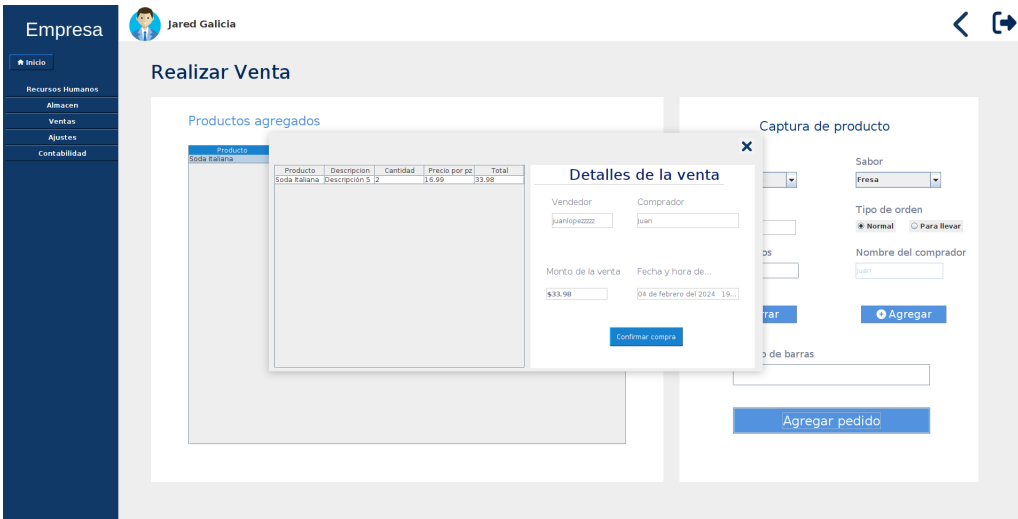 Empresa
Jared Galicia
Inicio
Recursos Humanos
Almacen
Ventas
Ajustes
Contabilidad
Realizar Venta
Productos agregados
Producto
Soda Italiana
Producto Descripcion Cantidad Precio por pz Total
Soda Italiana Descripción 5 2 16.99 33.98
Detalles de la venta
Vendedor Comprador
juanlopezzzzz juan
Monto de la venta Fecha y hora de...
$33.98 04 de febrero del 2024 19...
Confirmar compra
Captura de producto
Sabor
Fresa
Tipo de orden
Normal Para llevar
os Nombre del comprador
juan
rar Agregar
de barras
Agregar pedido